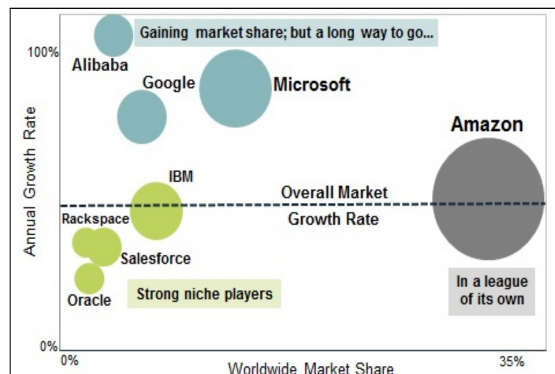 Gaining market share; but a long way to go...
100%
Alibaba
Google
Microsoft
Amazon
IBM
Overall Market
Growth Rate
Rackspace
Salesforce
Oracle
Strong niche players
In a league
of its own
Annual Growth Rate
0%
0%
35%
Worldwide Market Share